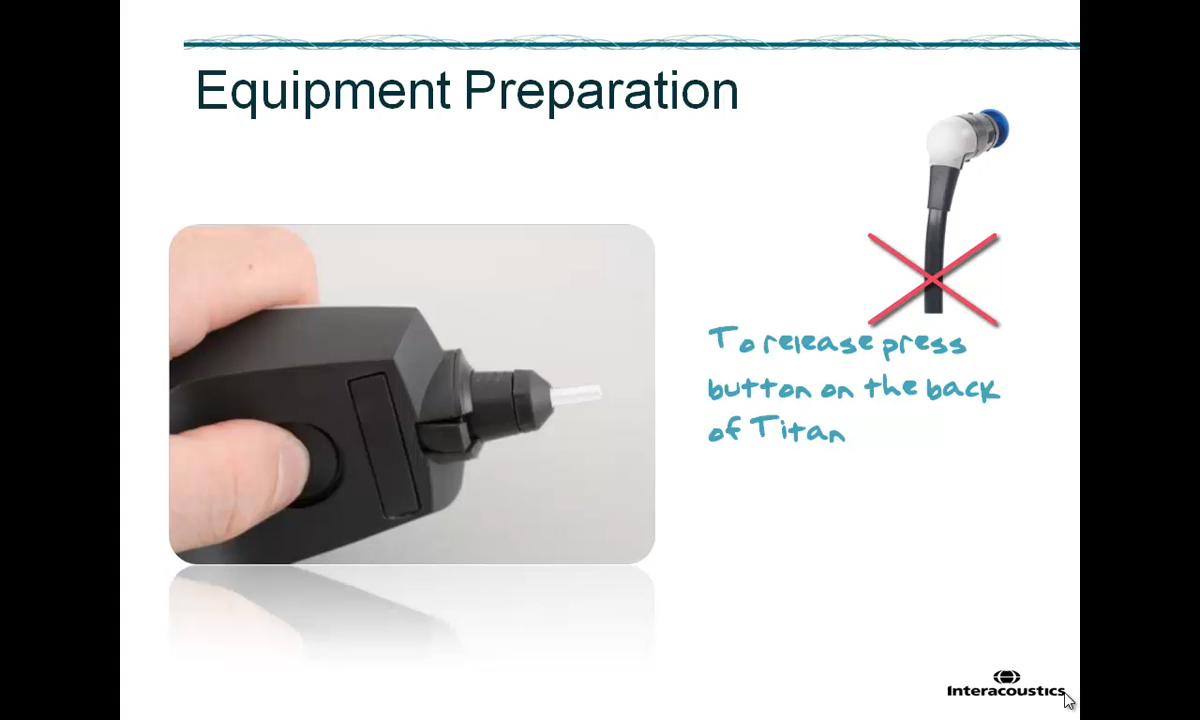 Equipment Preparation
To release press
button on the back
of Titan
Interacoustics